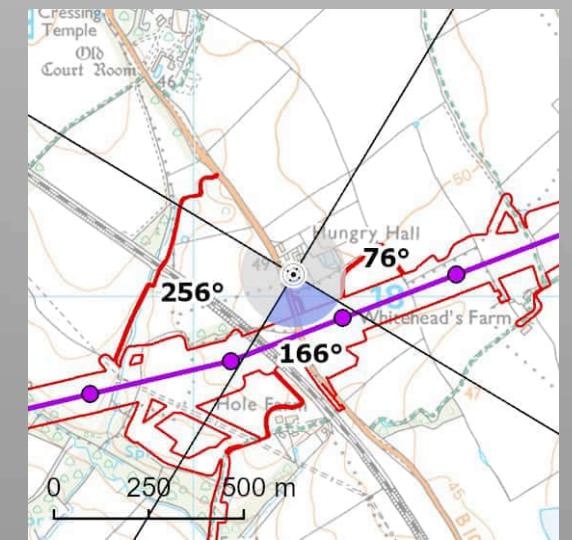 Cressing
Temple
Old
Court Room
46
50
Hungry Hall
49
76°
256°
18
Whitehead's Farm
166°
47
Hole Farm
0 250 500 m
45
B 10